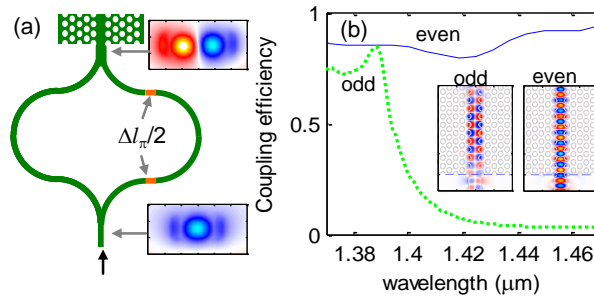 (a)
Δlπ/2
(b)
Coupling efficiency
1
0.5
0
even
odd
odd
even
1.38
1.4
1.42
1.44
1.46
wavelength (μm)